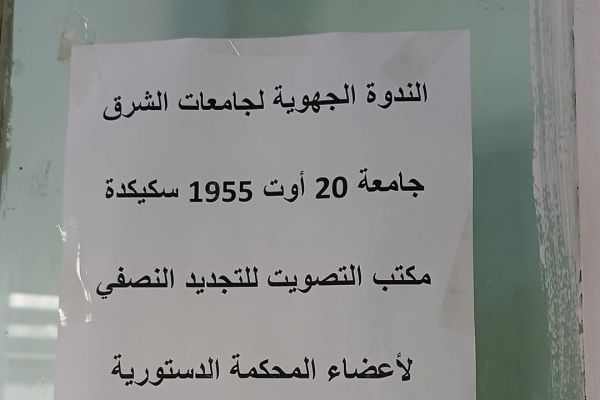 الندوة الجهوية لجامعات الشرق
جامعة 20 أوت 1955 سكيكدة
مكتب التصويت للتجديد النصفي
لأعضاء المحكمة الدستورية